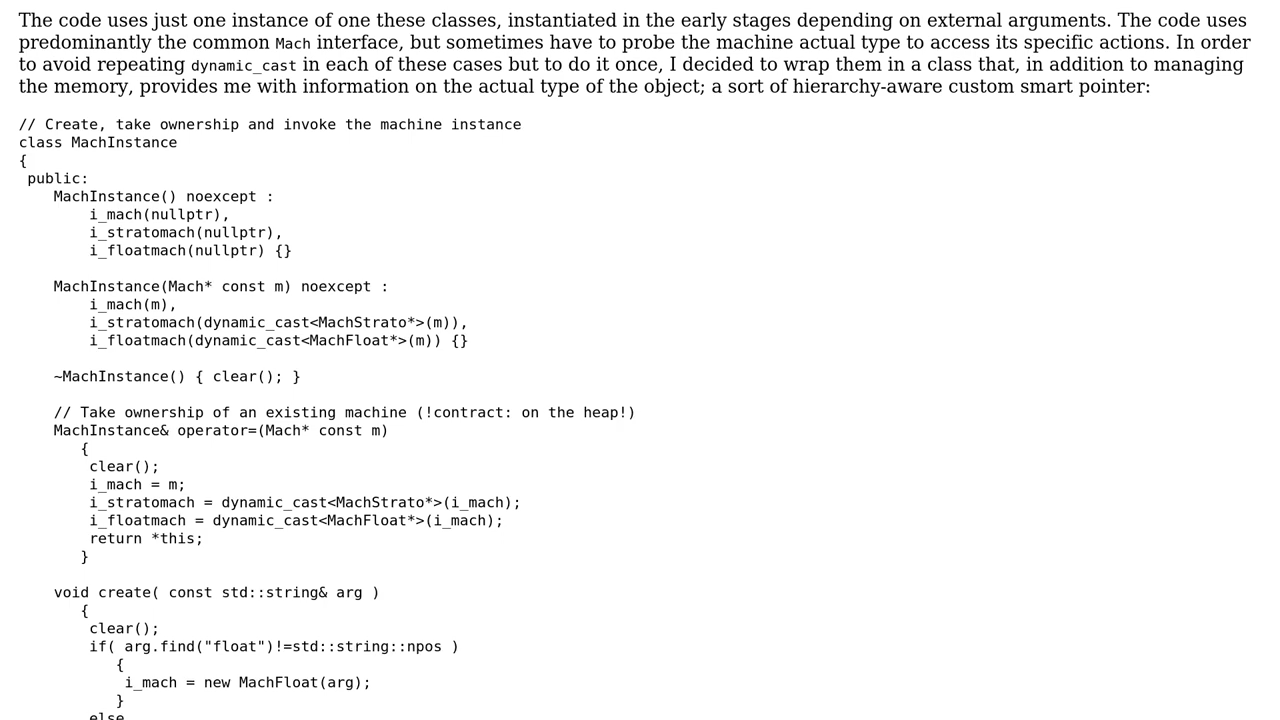 The code uses just one instance of one these classes, instantiated in the early stages depending on external arguments. The code uses
predominantly the common Mach interface, but sometimes have to probe the machine actual type to access its specific actions. In order
to avoid repeating dynamic_cast in each of these cases but to do it once, I decided to wrap them in a class that, in addition to managing
the memory, provides me with information on the actual type of the object; a sort of hierarchy-aware custom smart pointer:
// Create, take ownership and invoke the machine instance
class MachInstance
{
 public:
    MachInstance() noexcept :
        i_mach(nullptr),
        i_stratomach(nullptr),
        i_floatmach(nullptr) {}

    MachInstance(Mach* const m) noexcept :
        i_mach(m),
        i_stratomach(dynamic_cast<MachStrato*>(m)),
        i_floatmach(dynamic_cast<MachFloat*>(m)) {}

    ~MachInstance() { clear(); }

    // Take ownership of an existing machine (!contract: on the heap!)
    MachInstance& operator=(Mach* const m)
       {
        clear();
        i_mach = m;
        i_stratomach = dynamic_cast<MachStrato*>(i_mach);
        i_floatmach = dynamic_cast<MachFloat*>(i_mach);
        return *this;
       }

    void create( const std::string& arg )
       {
        clear();
        if( arg.find("float")!=std::string::npos )
           {
            i_mach = new MachFloat(arg);
           }
        else